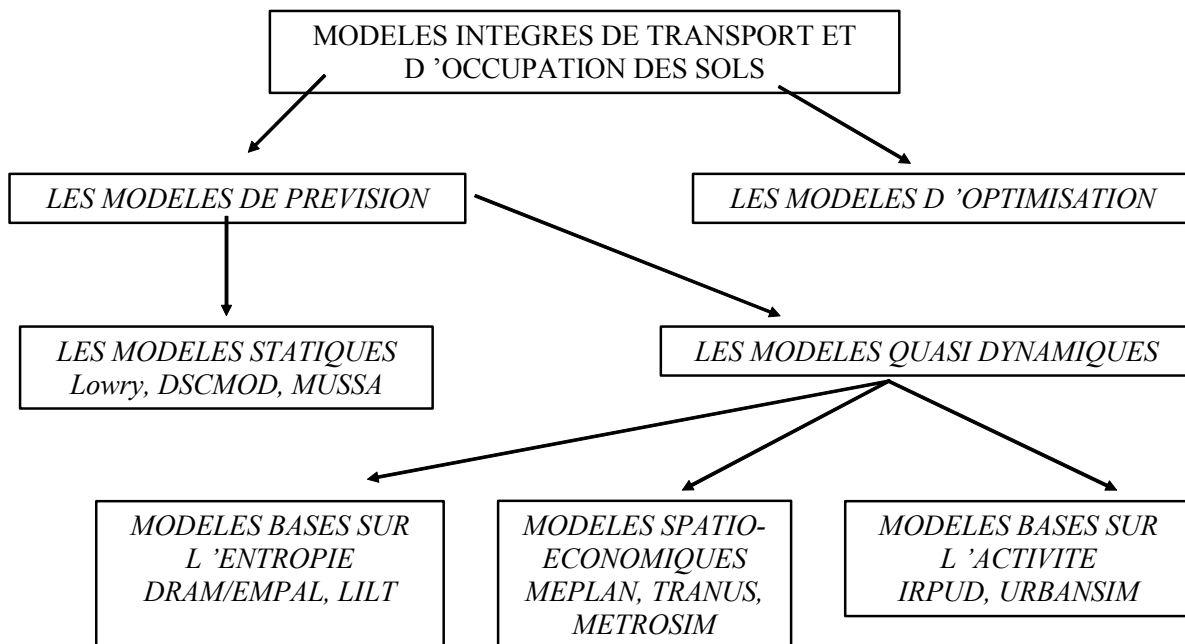 MODELES INTEGRES DE TRANSPORT ET
D ’OCCUPATION DES SOLS
LES MODELES DE PREVISION
LES MODELES D ’OPTIMISATION
LES MODELES STATIQUES
Lowry, DSCMOD, MUSSA
LES MODELES QUASI DYNAMIQUES
MODELES BASES SUR
L ’ENTROPIE
DRAM/EMPAL, LILT
MODELES SPATIO-
ECONOMIQUES
MEPLAN, TRANUS,
METROSIM
MODELES BASES SUR
L ’ACTIVITE
IRPUD, URBANSIM